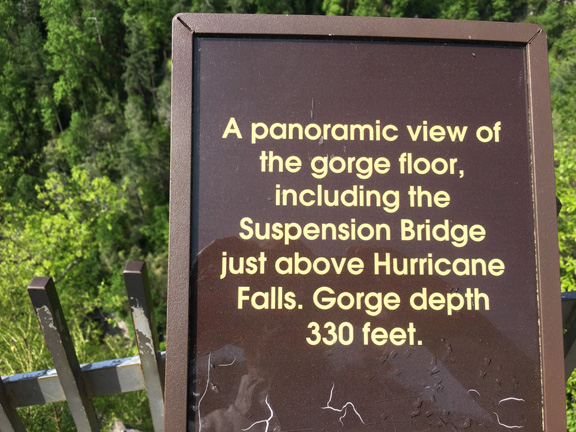 A panoramic view of
the gorge floor,
including the
Suspension Bridge
just above Hurricane
Falls. Gorge depth
330 feet.